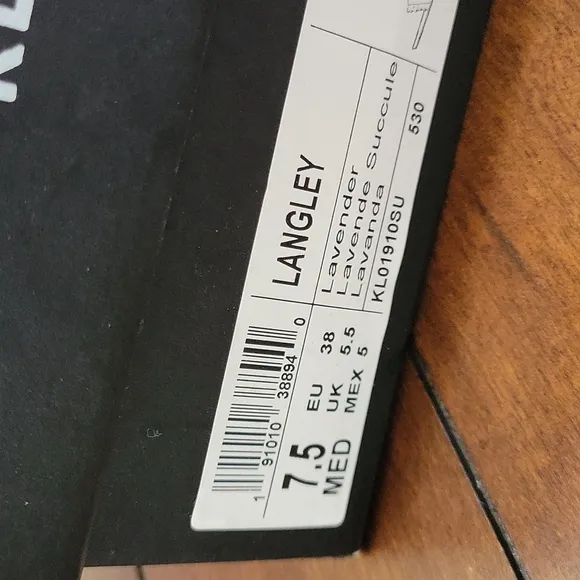 LANGLEY
Lavender
Lavende Succule
Lavanda
KL01910SU 530
1 91010 38894 0
7.5 EU 38
MED UK 5.5
MEX 5